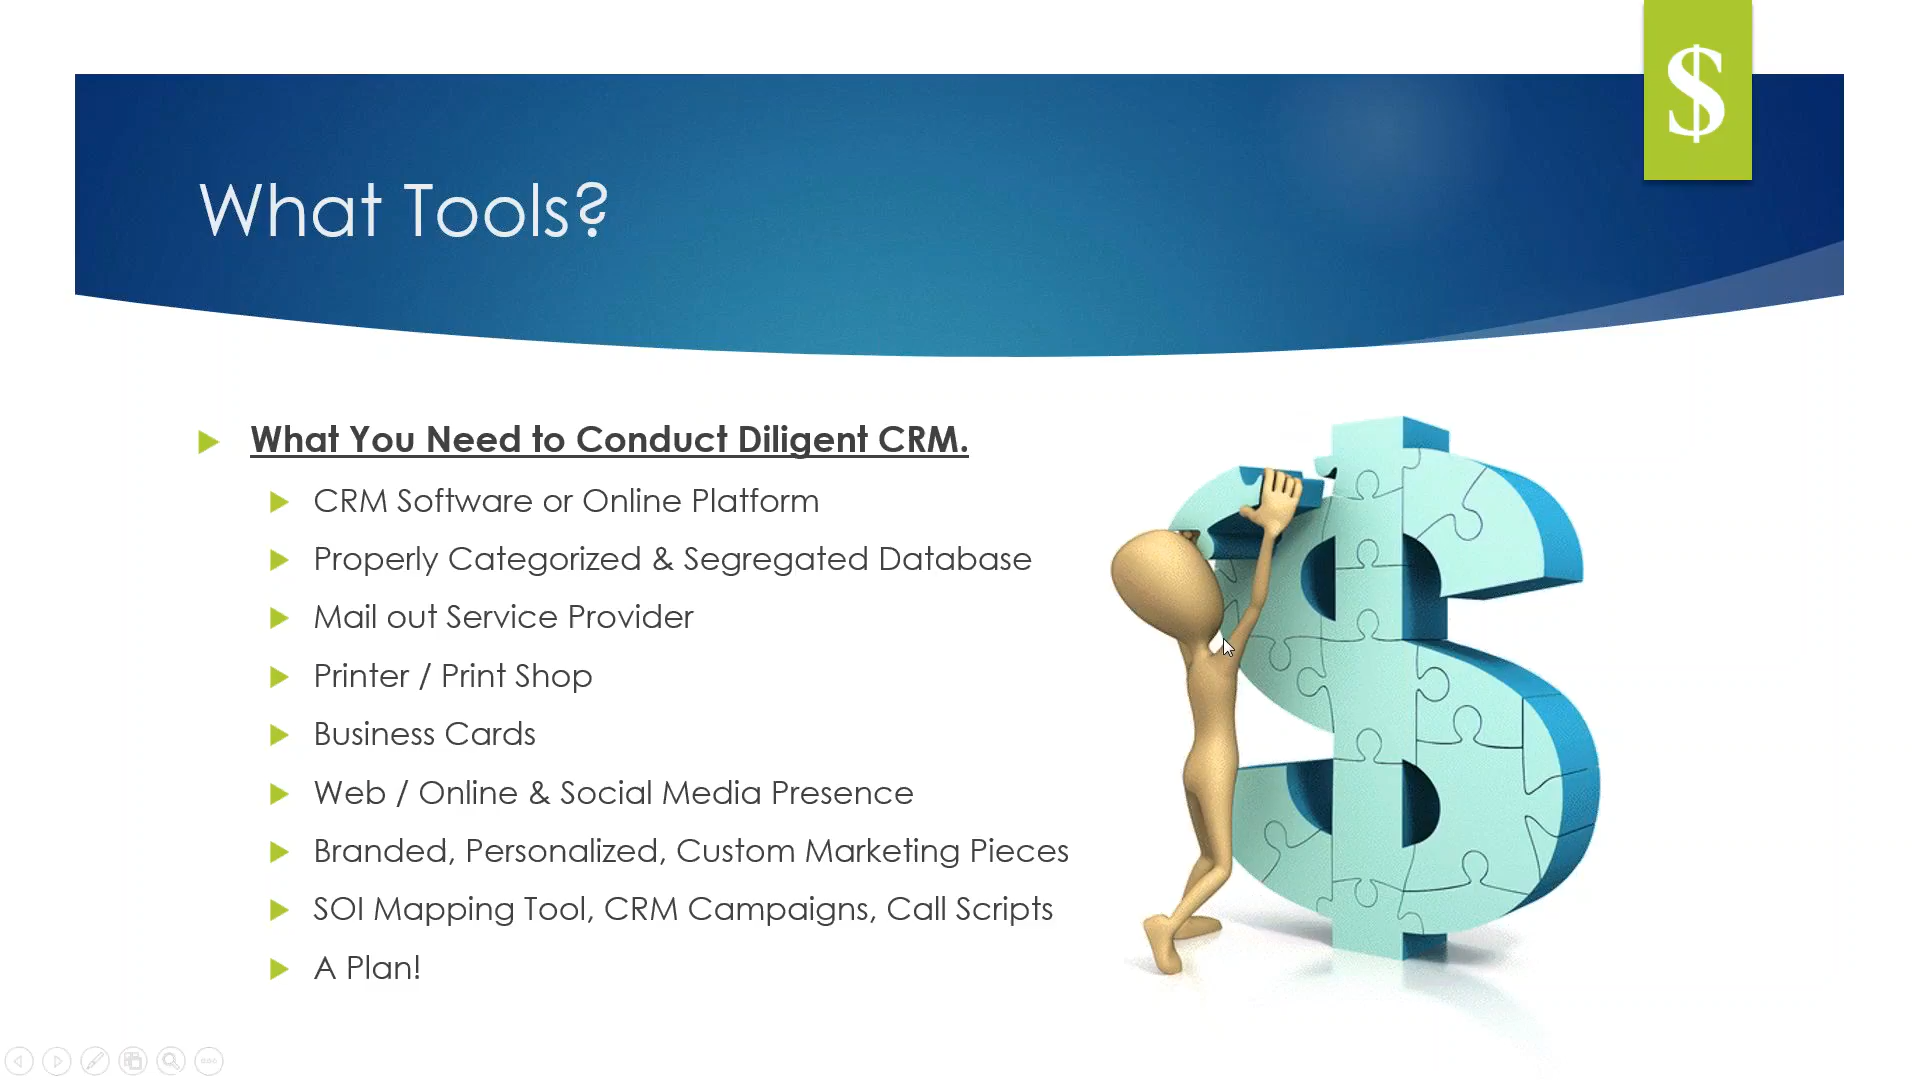 $
What Tools?
What You Need to Conduct Diligent CRM.
CRM Software or Online Platform
Properly Categorized & Segregated Database
Mail out Service Provider
Printer / Print Shop
Business Cards
Web / Online & Social Media Presence
Branded, Personalized, Custom Marketing Pieces
SOI Mapping Tool, CRM Campaigns, Call Scripts
A Plan!